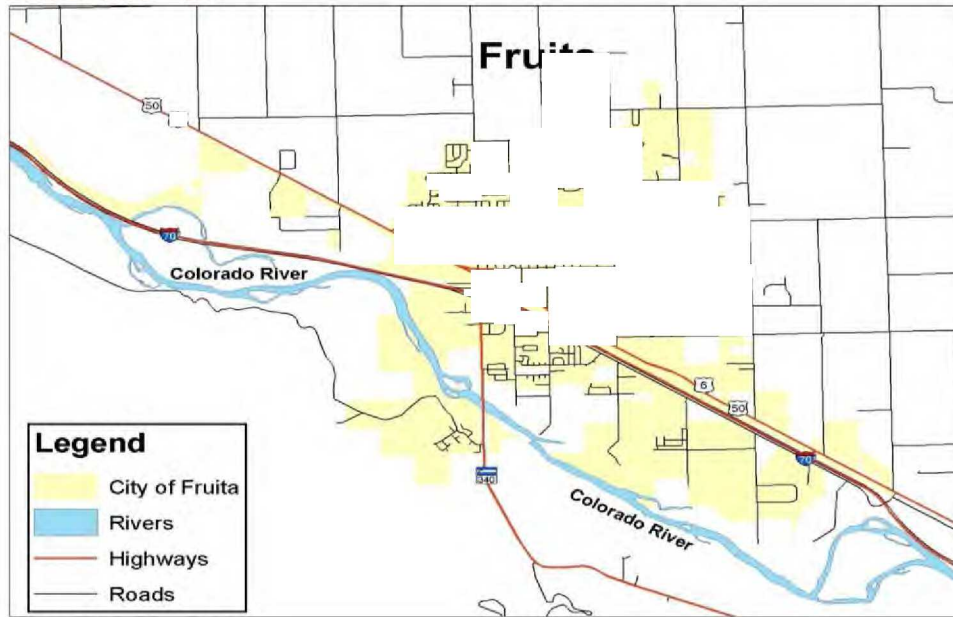 50
70
Colorado River
6
50
70
340
Colorado River
Legend
City of Fruita
Rivers
Highways
Roads